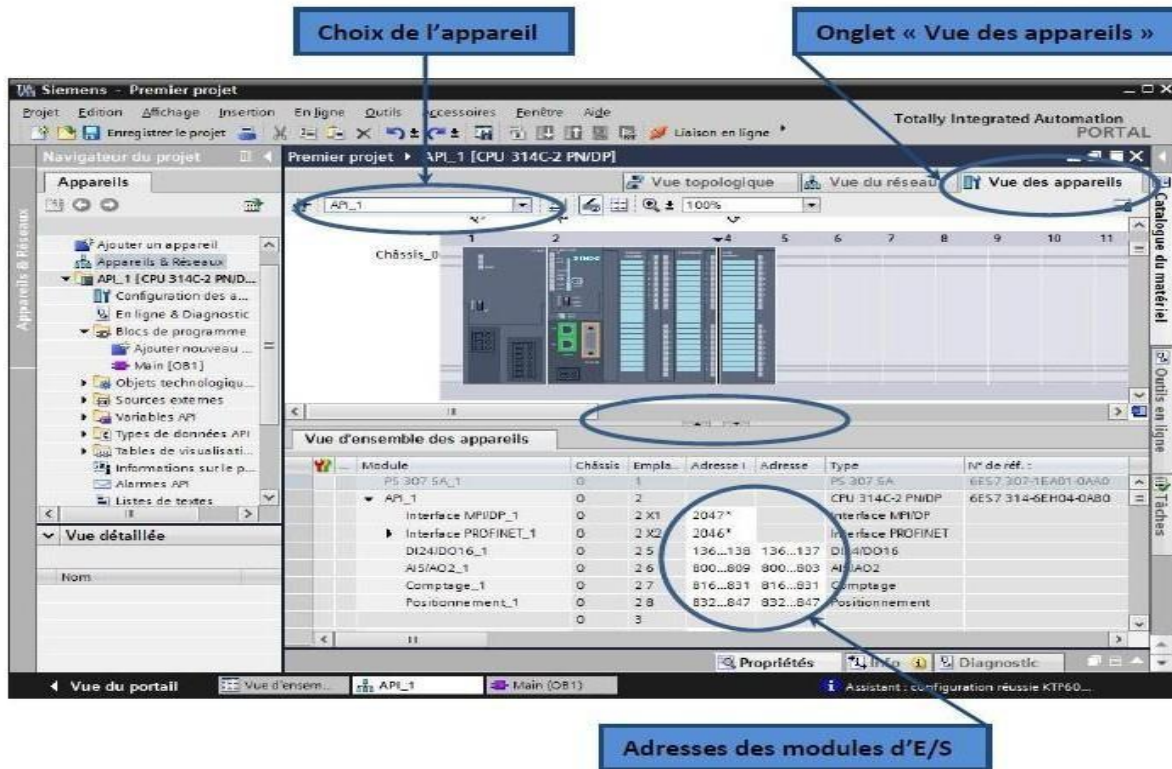 Choix de l'appareil
Onglet « Vue des appareils »
Siemens - Premier projet
Projet Edition Affichage Insertion En ligne Outils Accessoires Fenêtre Aide
Totally Integrated Automation
PORTAL
Enregistrer le projet
Liaison en ligne
Navigateur du projet
Premier projet API_1 [CPU 314C-2 PN/DP]
Appareils
Vue topologique Vue du réseau Vue des appareils
API_1
100%
1 2 4 5 6 7 8 9 10 11
Châssis_0
Ajouter un appareil
Appareils & Réseaux
API_1 [CPU 314C-2 PN/D...
Configuration des a...
En ligne & Diagnostic
Blocs de programme
Ajouter nouveau ...
Main [OB1]
Objets technologiqu...
Sources externes
Variables API
Types de données API
Tables de visualisati...
Informations sur le p...
Alarmes API
Listes de textes
Vue détaillée
Nom
Appareils & Réseaux
Catalogue du matériel
Outils en ligne
Tâches
Vue d'ensemble des appareils
... Module Châssis Empla... Adresse I Adresse Type N° de réf. :
PS 307 5A_1 0 1 PS 307 5A 6ES7 307-1EA01-0AA0
API_1 0 2 CPU 314C-2 PN/DP 6ES7 314-6EH04-0AB0
Interface MPI/DP_1 0 2 X1 2047* Interface MPI/DP
Interface PROFINET_1 0 2 X2 2046* Interface PROFINET
DI24/DO16_1 0 2 5 136...138 136...137 DI24/DO16
AI5/AO2_1 0 2 6 800...809 800...803 AI5/AO2
Comptage_1 0 2 7 816...831 816...831 Comptage
Positionnement_1 0 2 8 832...847 832...847 Positionnement
0 3
Propriétés Info Diagnostic
Vue du portail Vue d'ensem... API_1 Main (OB1) Assistant : configuration réussie KTP60...
Adresses des modules d'E/S